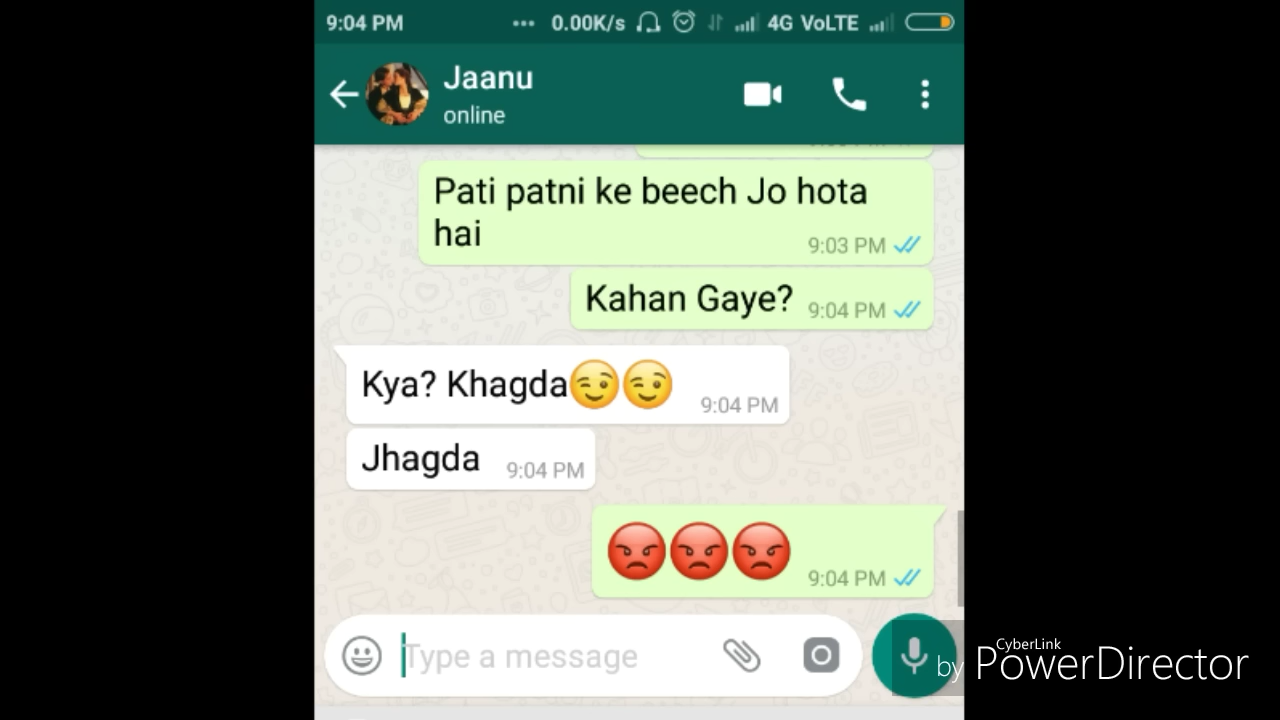 9:04 PM ... 0.00K/s 4G VoLTE
Jaanu
online
Pati patni ke beech Jo hota
hai
9:03 PM
Kahan Gaye? 9:04 PM
Kya? Khagda😉😉 9:04 PM
Jhagda 9:04 PM
😡😡😡 9:04 PM
Type a message
CyberLink
by PowerDirector